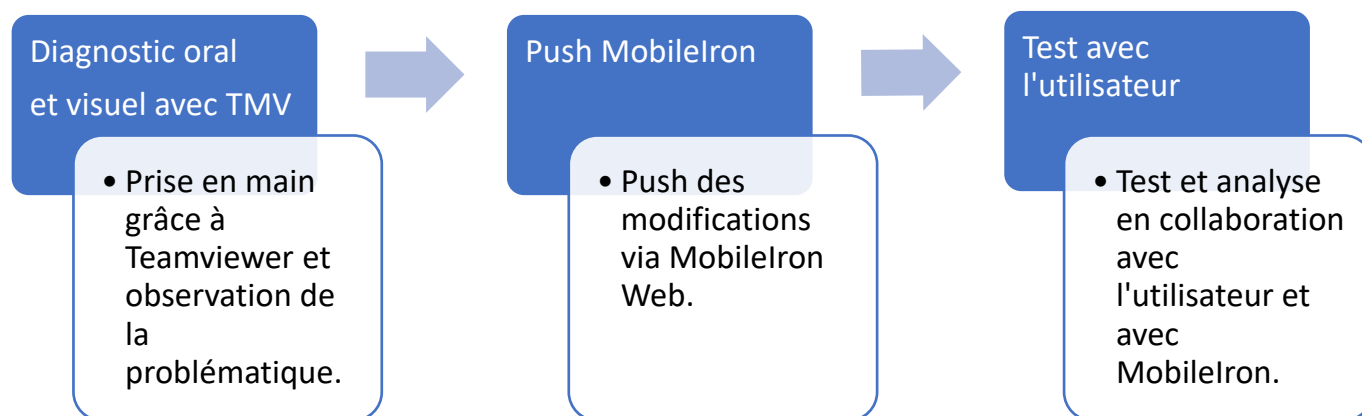 Diagnostic oral
et visuel avec TMV
• Prise en main
grâce à
Teamviewer et
observation de
la
problématique.
Push MobileIron
• Push des
modifications
via MobileIron
Web.
Test avec
l'utilisateur
• Test et analyse
en collaboration
avec
l'utilisateur et
avec
MobileIron.